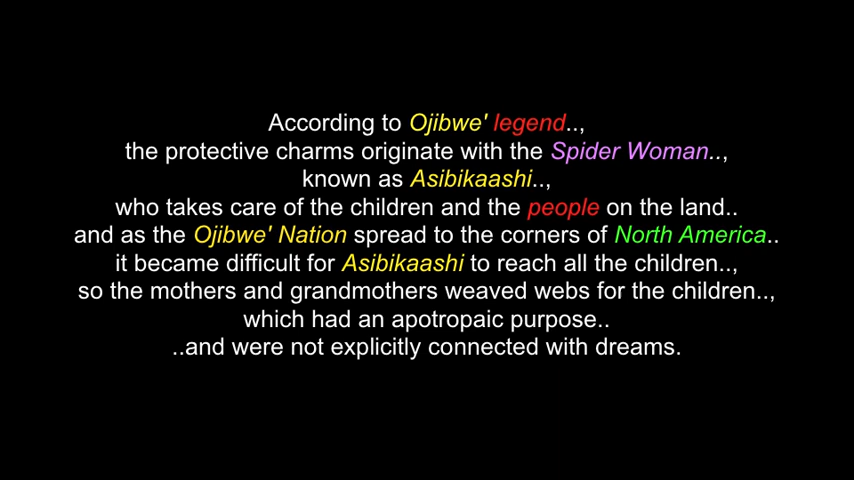 According to Ojibwe' legend..,
the protective charms originate with the Spider Woman..,
known as Asibikaashi..,
who takes care of the children and the people on the land..
and as the Ojibwe' Nation spread to the corners of North America..
it became difficult for Asibikaashi to reach all the children..,
so the mothers and grandmothers weaved webs for the children..,
which had an apotropaic purpose..
..and were not explicitly connected with dreams.